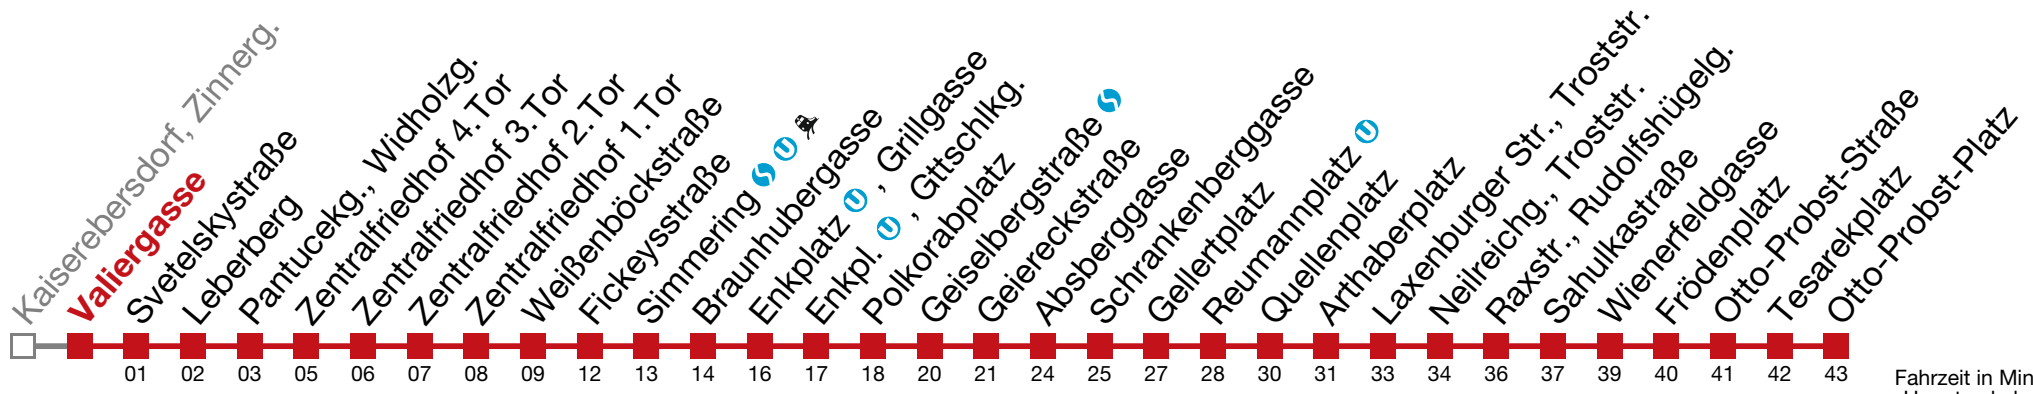 Kaiserebersdorf, Zinnerg.
Valiergasse
Svetelskystraße
Leberberg
Pantucekg., Widholzg.
Zentralfriedhof 4.Tor
Zentralfriedhof 3.Tor
Zentralfriedhof 2.Tor
Zentralfriedhof 1.Tor
Weißenböckstraße
Fickeysstraße
Simmering S U
Braunhubergasse
Enkplatz U , Grillgasse
Enkpl. U , Gttschlkg.
Polkorabplatz
Geiselbergstraße S
Geiereckstraße
Absberggasse
Schrankenberggasse
Gellertplatz
Reumannplatz U
Quellenplatz
Arthaberplatz
Laxenburger Str., Troststr.
Neilreichg., Troststr.
Raxstr., Rudolfshügelg.
Sahulkastraße
Wienerfeldgasse
Frödenplatz
Otto-Probst-Straße
Tesarekplatz
Otto-Probst-Platz
01 02 03 05 06 07 08 09 12 13 14 16 17 18 20 21 24 25 27 28 30 31 33 34 36 37 39 40 41 42 43
Fahrzeit in Min